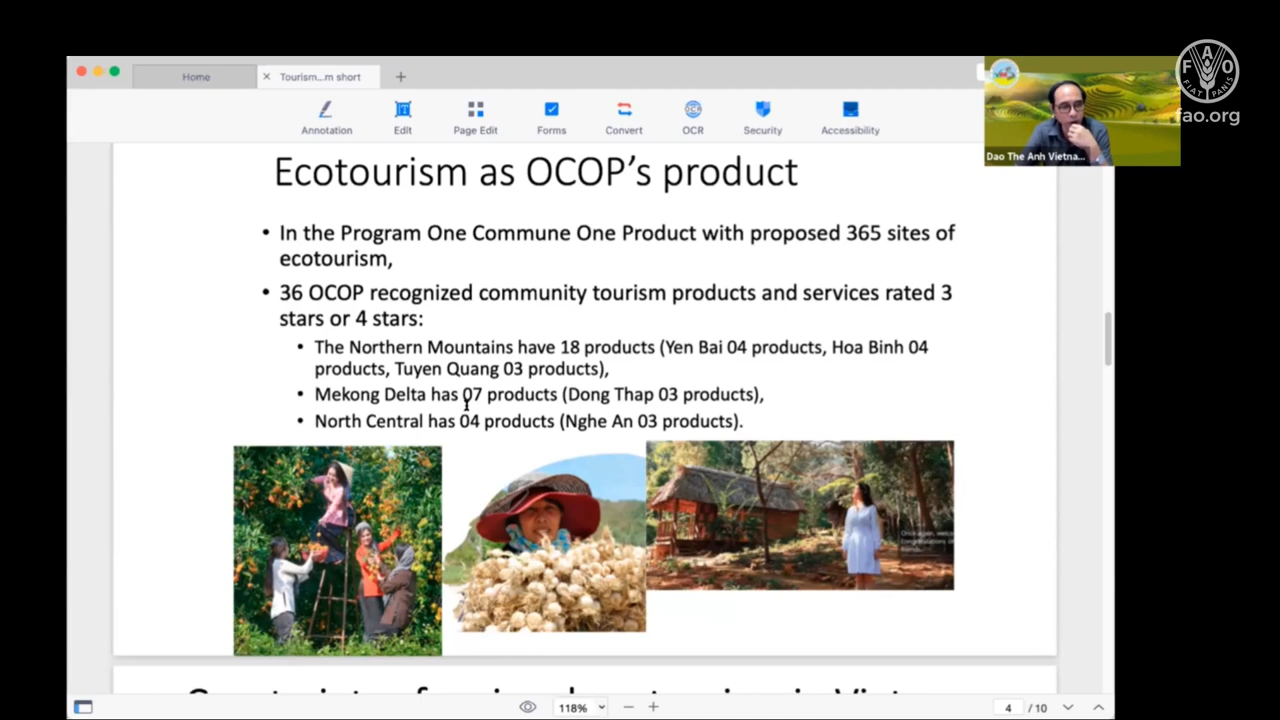 Home
Tourism...m short
Annotation
Edit
Page Edit
Forms
Convert
OCR
Security
Accessibility
FAO
FIAT PANIS
fao.org
Dao The Anh Vietna...
Ecotourism as OCOP's product
• In the Program One Commune One Product with proposed 365 sites of
ecotourism,
• 36 OCOP recognized community tourism products and services rated 3
stars or 4 stars:
• The Northern Mountains have 18 products (Yen Bai 04 products, Hoa Binh 04
products, Tuyen Quang 03 products),
• Mekong Delta has 07 products (Dong Thap 03 products),
• North Central has 04 products (Nghe An 03 products).
118%
4 / 10